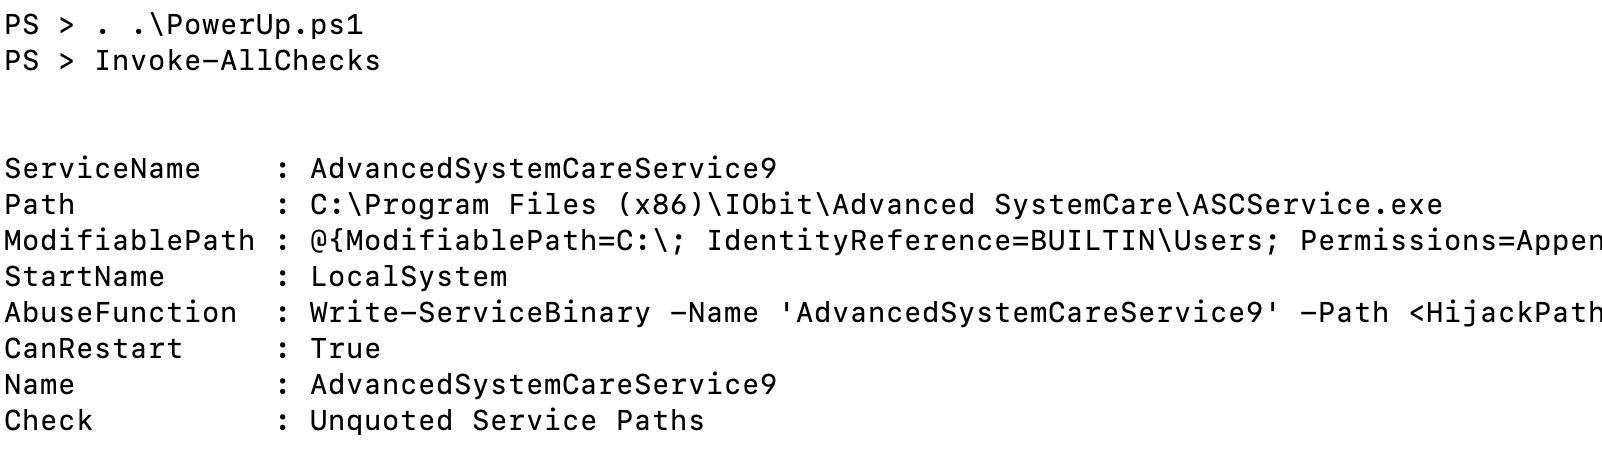 PS > . .\PowerUp.ps1
PS > Invoke-AllChecks
ServiceName    : AdvancedSystemCareService9
Path           : C:\Program Files (x86)\IObit\Advanced SystemCare\ASCService.exe
ModifiablePath : @{ModifiablePath=C:\; IdentityReference=BUILTIN\Users; Permissions=Appen
StartName      : LocalSystem
AbuseFunction  : Write-ServiceBinary -Name 'AdvancedSystemCareService9' -Path <HijackPath
CanRestart     : True
Name           : AdvancedSystemCareService9
Check          : Unquoted Service Paths